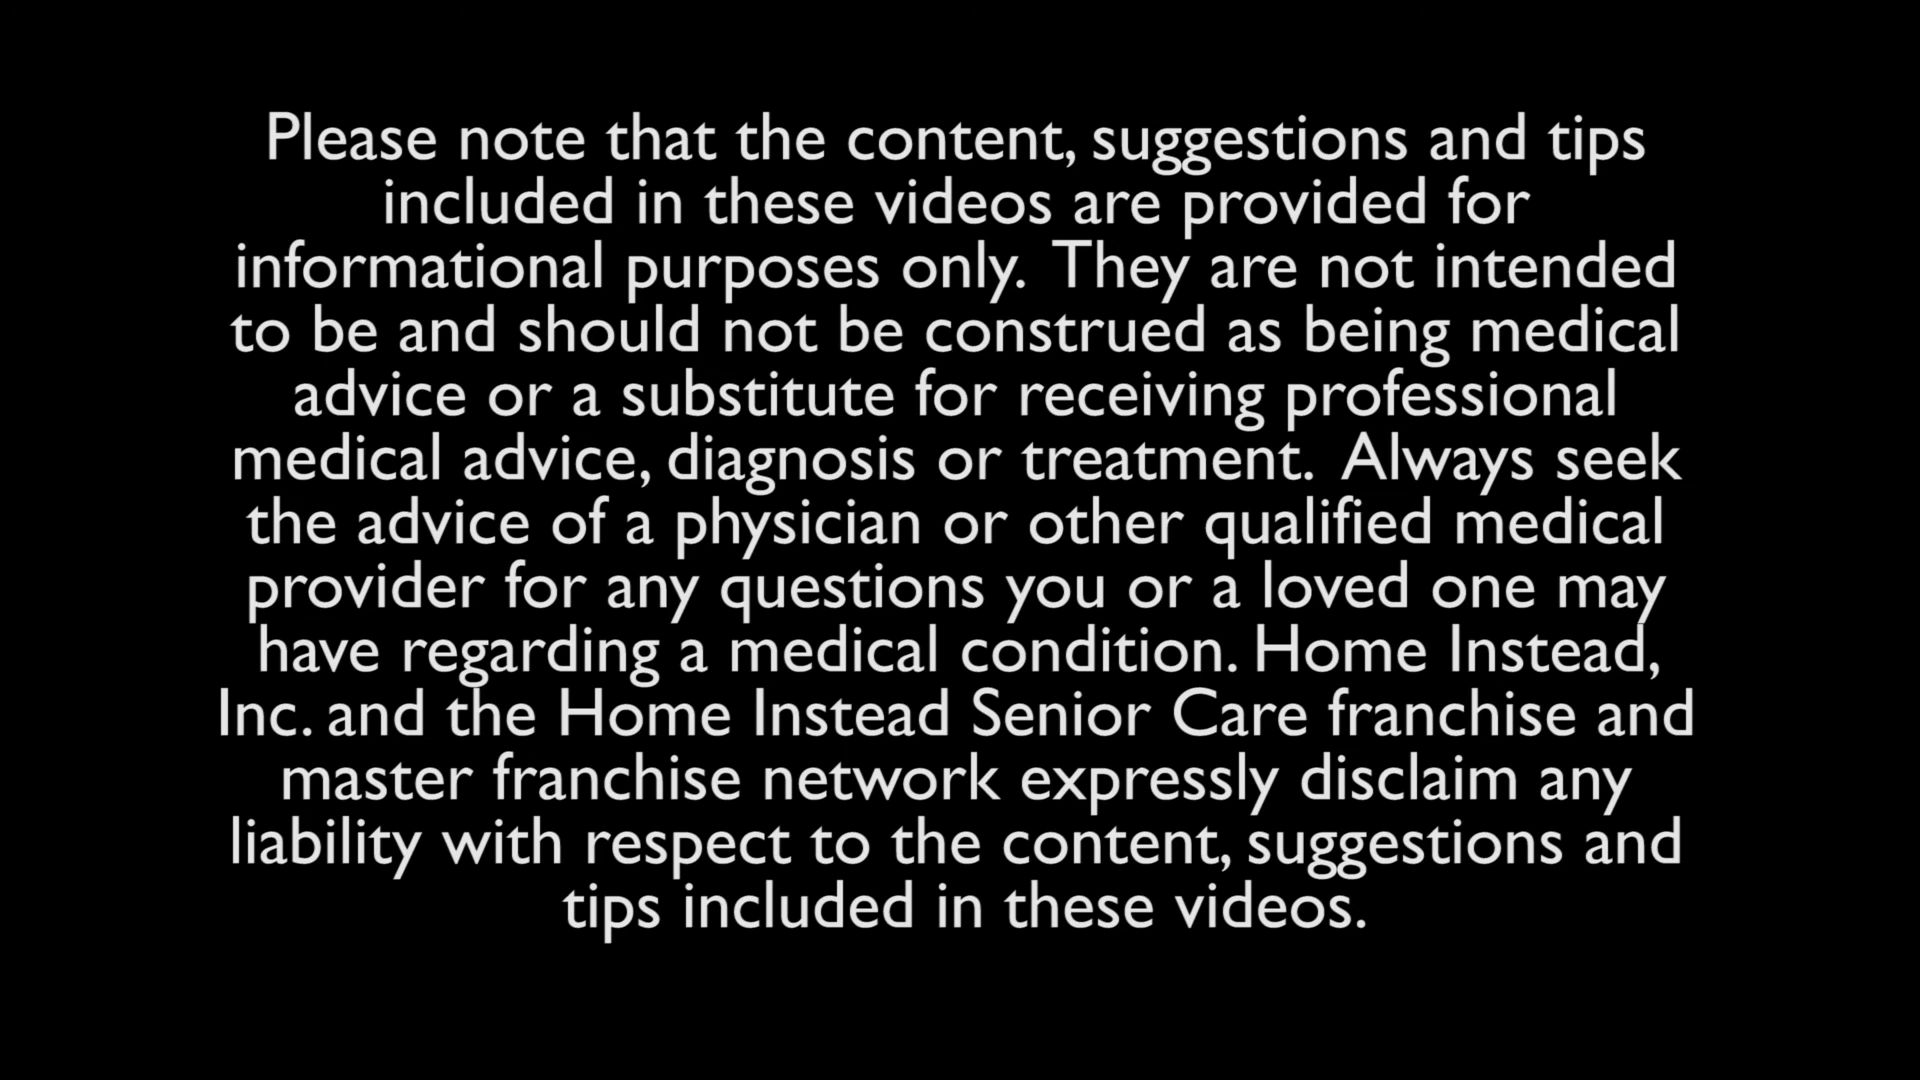 Please note that the content, suggestions and tips
included in these videos are provided for
informational purposes only.  They are not intended
to be and should not be construed as being medical
advice or a substitute for receiving professional
medical advice, diagnosis or treatment.  Always seek
the advice of a physician or other qualified medical
provider for any questions you or a loved one may
have regarding a medical condition. Home Instead,
Inc. and the Home Instead Senior Care franchise and
master franchise network expressly disclaim any
liability with respect to the content, suggestions and
tips included in these videos.